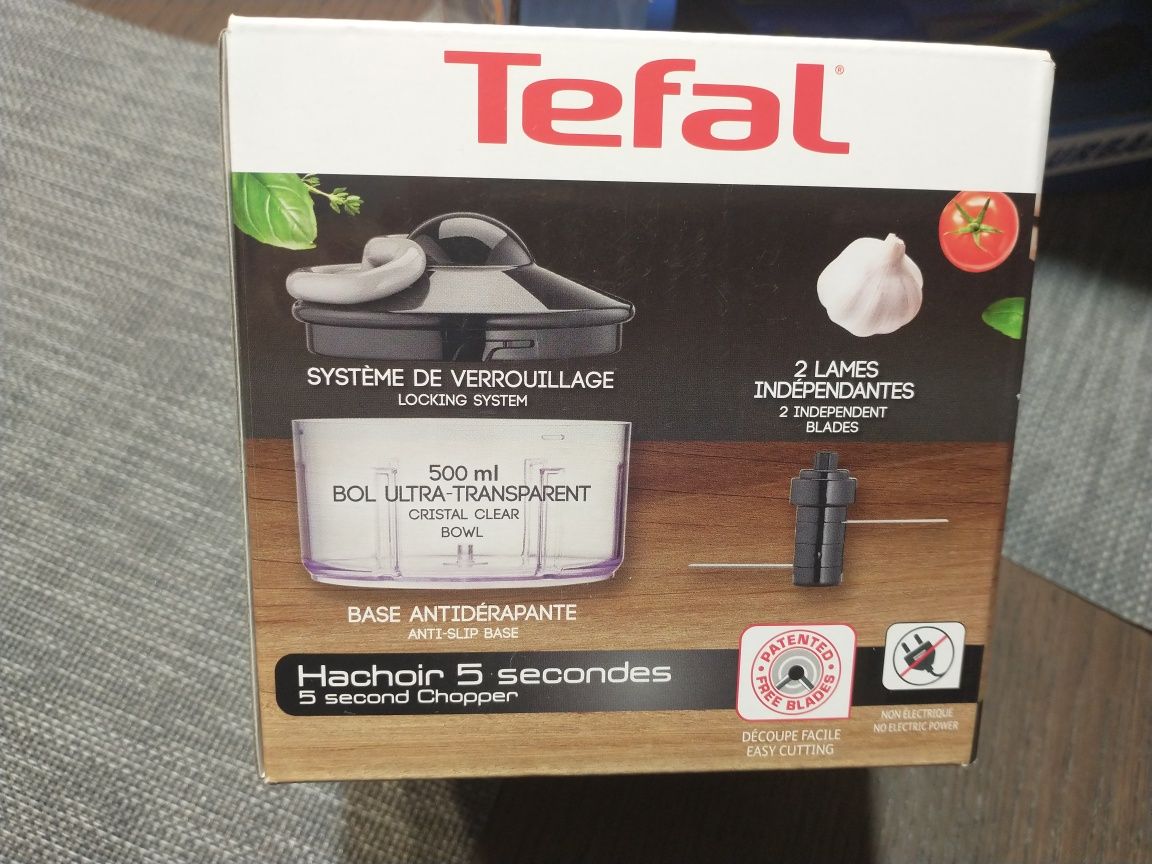 Tefal®
SYSTÈME DE VERROUILLAGE
LOCKING SYSTEM
2 LAMES
INDÉPENDANTES
2 INDEPENDENT
BLADES
500 ml
BOL ULTRA-TRANSPARENT
CRISTAL CLEAR
BOWL
BASE ANTIDÉRAPANTE
ANTI-SLIP BASE
Hachoir 5 secondes
5 second Chopper
PATENTED
FREE BLADES
DÉCOUPE FACILE
EASY CUTTING
NON ÉLECTRIQUE
NO ELECTRIC POWER